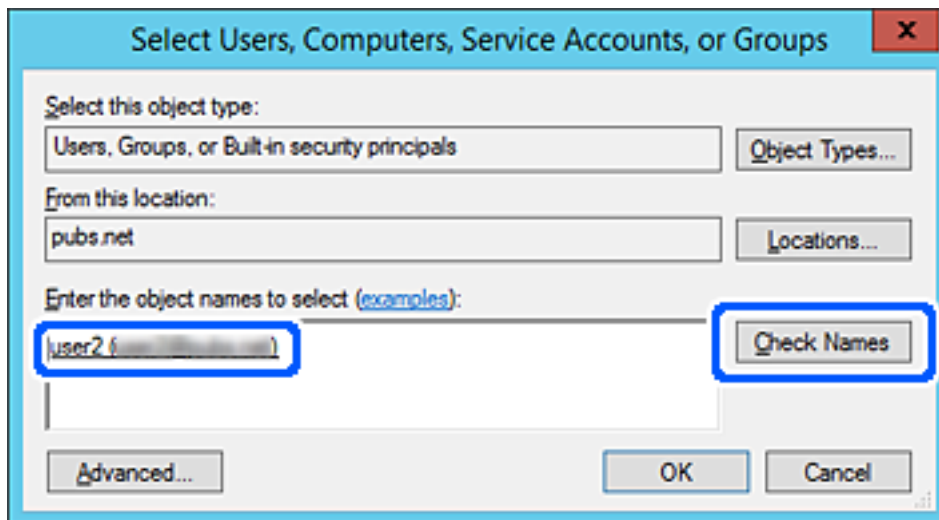 Select Users, Computers, Service Accounts, or Groups
x
Select this object type:
Users, Groups, or Built-in security principals
Object Types...
From this location:
pubs.net
Locations...
Enter the object names to select (examples):
user2 ( )
Check Names
Advanced...
OK
Cancel